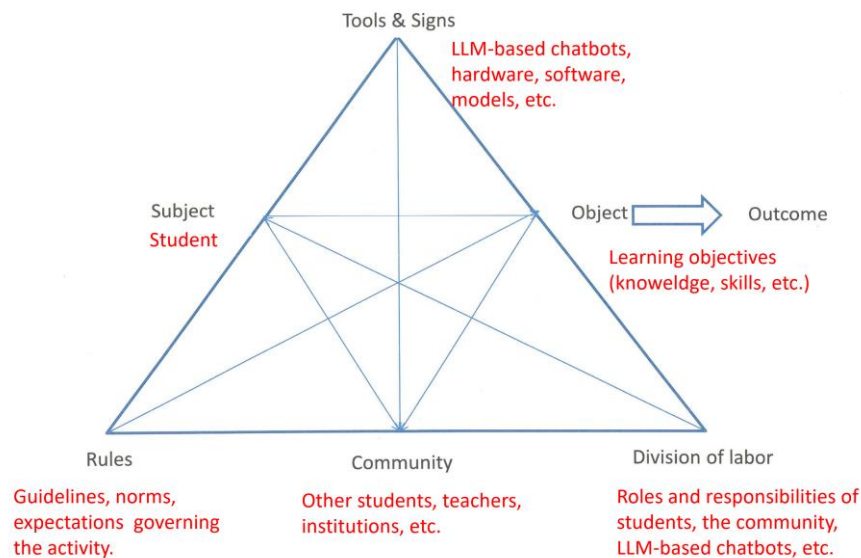 Tools & Signs
LLM-based chatbots,
hardware, software,
models, etc.
Subject
Student
Object
Outcome
Learning objectives
(knoweldge, skills, etc.)
Rules
Community
Division of labor
Guidelines, norms,
expectations governing
the activity.
Other students, teachers,
institutions, etc.
Roles and responsibilities of
students, the community,
LLM-based chatbots, etc.